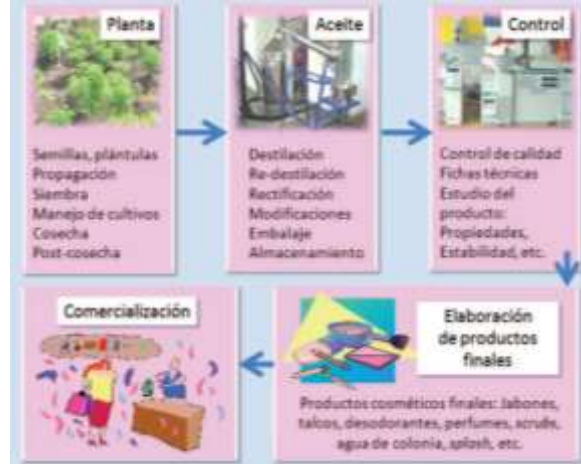 Planta
Semillas, plántulas
Propagación
Siembra
Manejo de cultivos
Cosecha
Post-cosecha
Aceite
Destilación
Re-destilación
Rectificación
Modificaciones
Embalaje
Almacenamiento
Control
Control de calidad
Fichas técnicas
Estudio del
producto:
Propiedades,
Estabilidad, etc.
Elaboración
de productos
finales
Productos cosméticos finales: Jabones,
talcos, desodorantes, perfumes, scrubs,
agua de colonia, splash, etc.
Comercialización